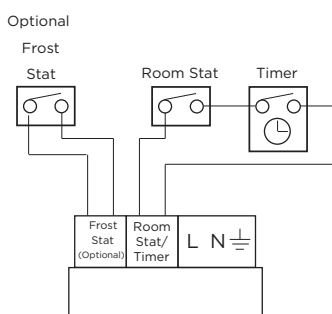 Optional
Frost
Stat
Room Stat
Timer
Frost
Stat
(Optional)
Room
Stat/
Timer
L N